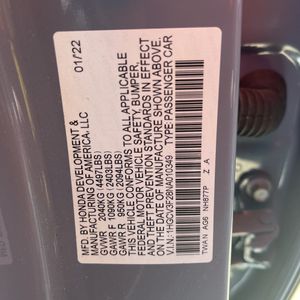 01/22
MFD. BY HONDA DEVELOPMENT &
MANUFACTURING OF AMERICA, LLC
GVWR 2040KG (4497LBS)
GAWR F 1090KG (2403LBS)
GAWR R 950KG (2094LBS)
THIS VEHICLE CONFORMS TO ALL APPLICABLE
FEDERAL MOTOR VEHICLE SAFETY, BUMPER,
AND THEFT PREVENTION STANDARDS IN EFFECT
ON THE DATE OF MANUFACTURE SHOWN ABOVE.
V.I.N.: TYPE PASSENGER CAR
TWAN AG6 NH877P Z A